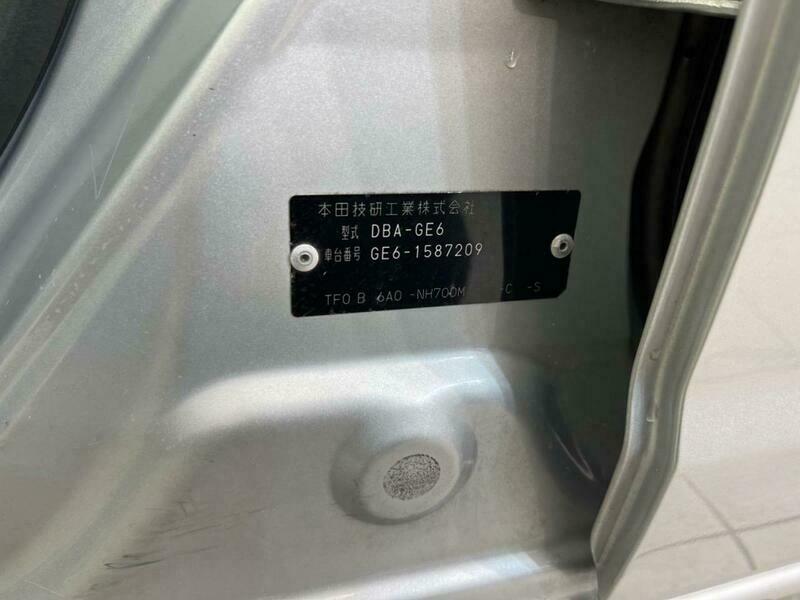 本田技研工業株式会社
型式 DBA-GE6
車台番号 GE6-1587209
TF0 B 6A0 -NH700M -C -S